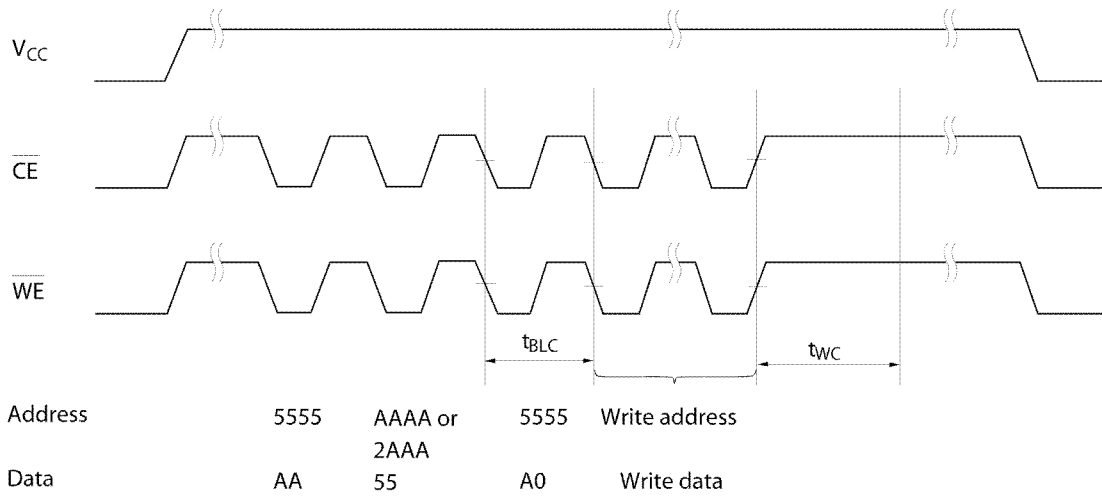 VCC
CE
WE
tBLC
tWC
Address 5555 AAAA or 5555 Write address
2AAA
Data AA 55 A0 Write data